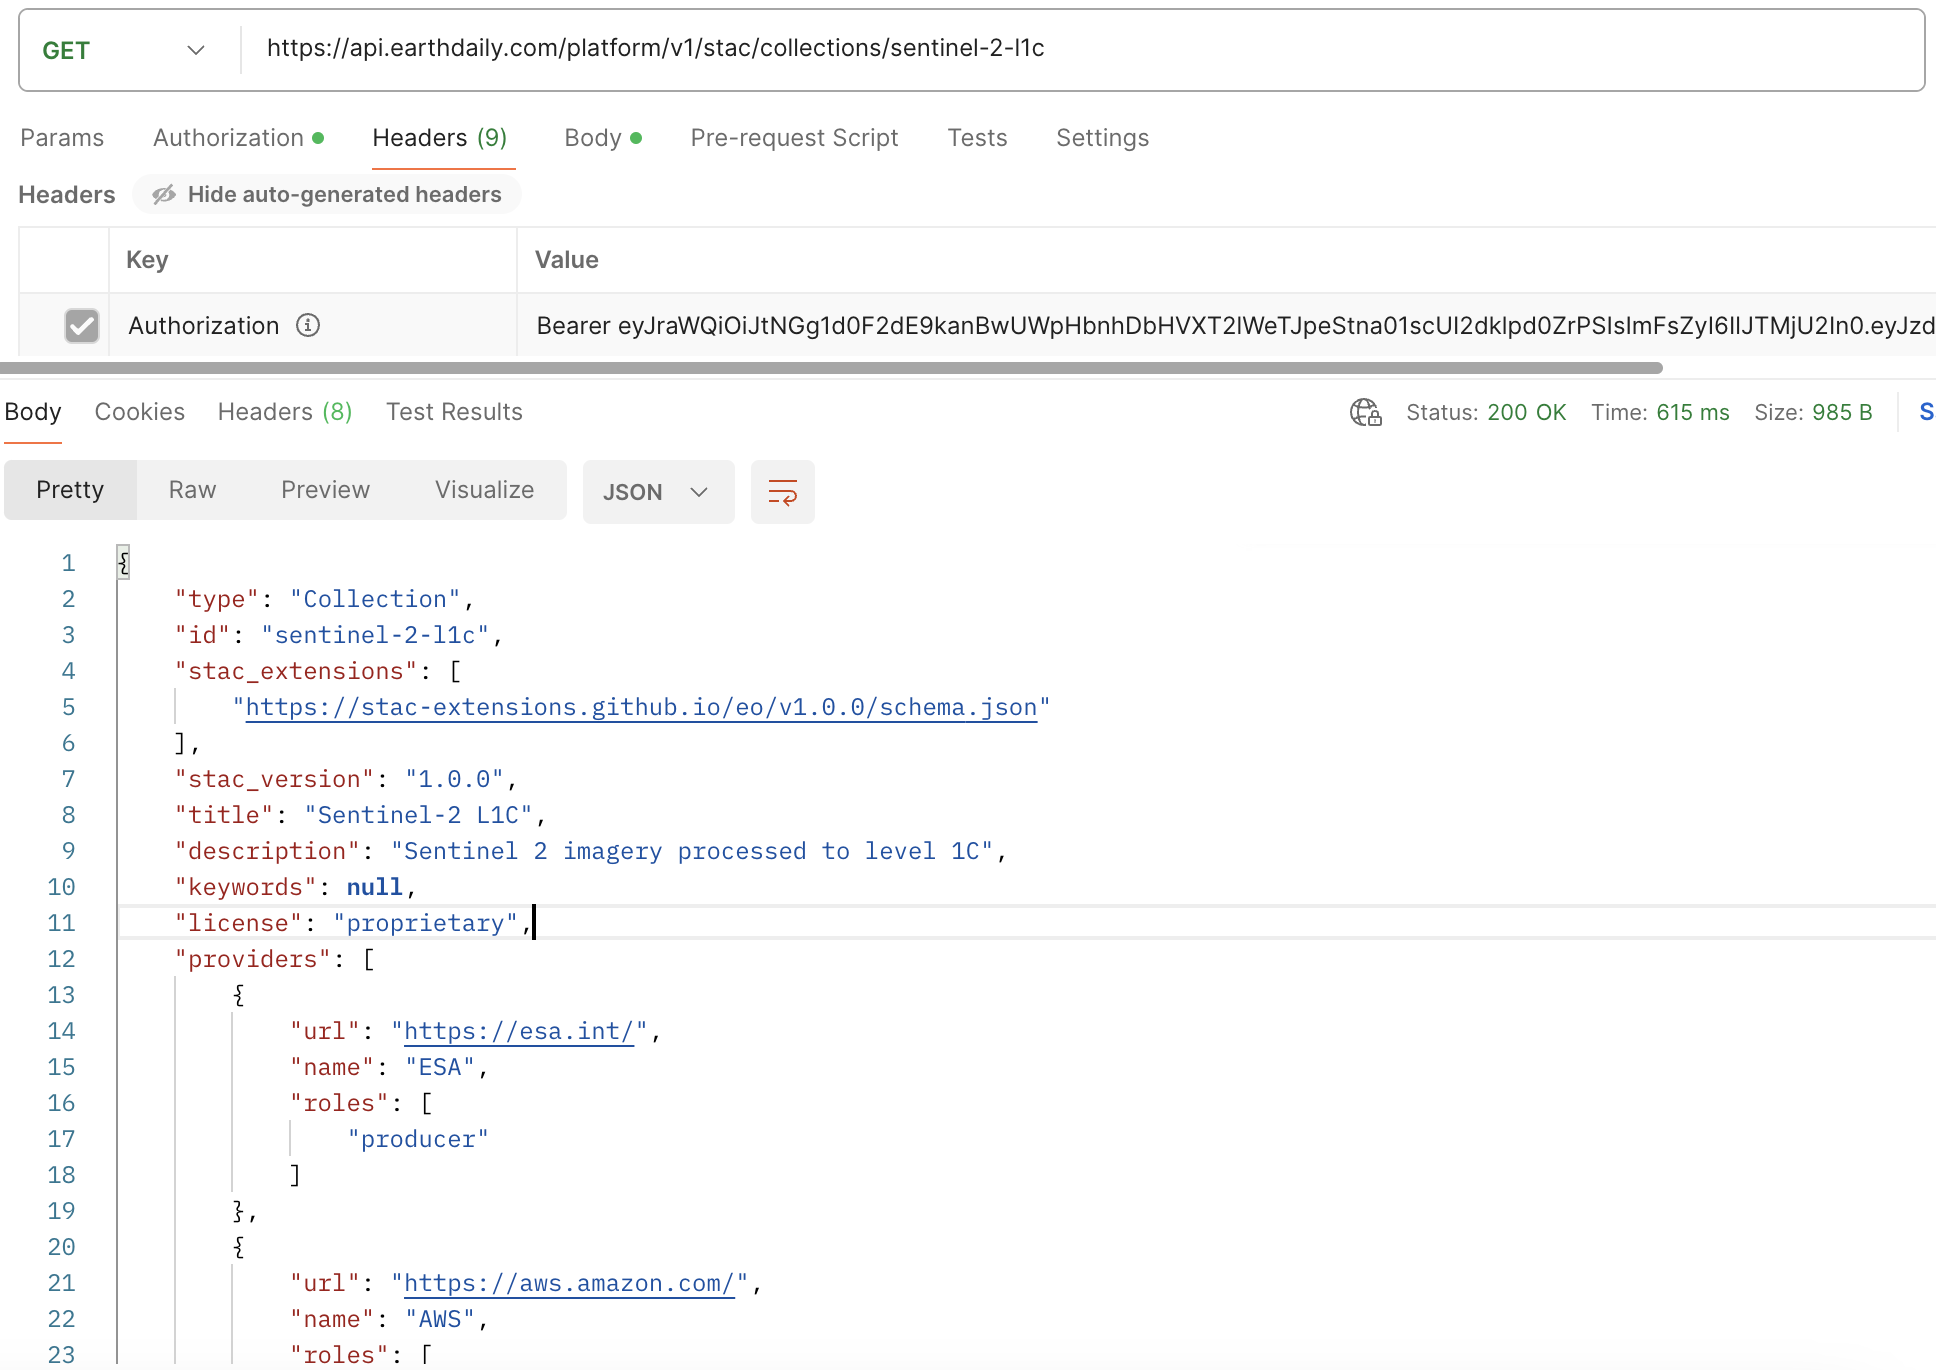 GET https://api.earthdaily.com/platform/v1/stac/collections/sentinel-2-l1c
Params Authorization Headers (9) Body Pre-request Script Tests Settings
Headers Hide auto-generated headers
Key Value
Authorization Bearer eyJraWQiOiJtNGg1d0F2dE9kanBwUWpHbnhDbHVXT2lWeTJpeStna01scUI2dklpd0ZrPSIsImFsZyI6IlJTMjU2In0.eyJzd
Body Cookies Headers (8) Test Results Status: 200 OK Time: 615 ms Size: 985 B S
Pretty Raw Preview Visualize JSON
1 {
2 "type": "Collection",
3 "id": "sentinel-2-l1c",
4 "stac_extensions": [
5 "https://stac-extensions.github.io/eo/v1.0.0/schema.json"
6 ],
7 "stac_version": "1.0.0",
8 "title": "Sentinel-2 L1C",
9 "description": "Sentinel 2 imagery processed to level 1C",
10 "keywords": null,
11 "license": "proprietary",
12 "providers": [
13 {
14 "url": "https://esa.int/",
15 "name": "ESA",
16 "roles": [
17 "producer"
18 ]
19 },
20 {
21 "url": "https://aws.amazon.com/",
22 "name": "AWS",
23 "roles": [